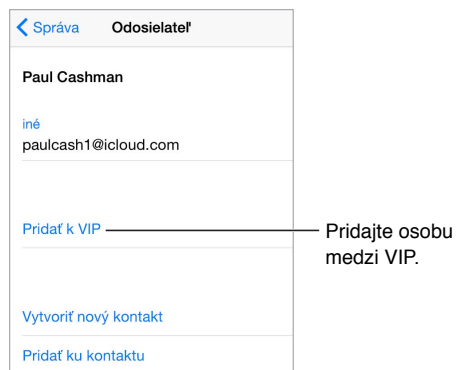 Správa Odosielateľ
Paul Cashman
iné
paulcash1@icloud.com
Pridať k VIP
Pridajte osobu
medzi VIP.
Vytvoriť nový kontakt
Pridať ku kontaktu